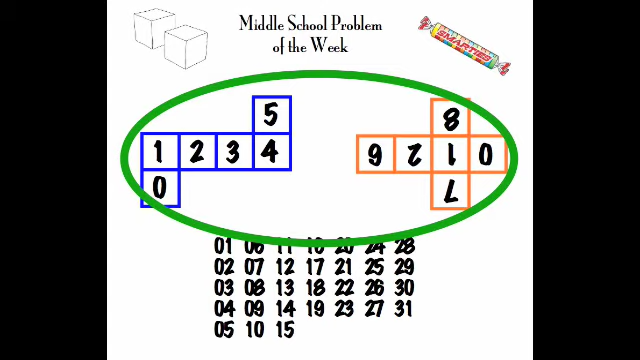 Middle School Problem
of the Week
SMARTIES
5
1 2 3 4
0
8
6 2 1 0
7
01 06 11 16 20 24 28
02 07 12 17 21 25 29
03 08 13 18 22 26 30
04 09 14 19 23 27 31
05 10 15